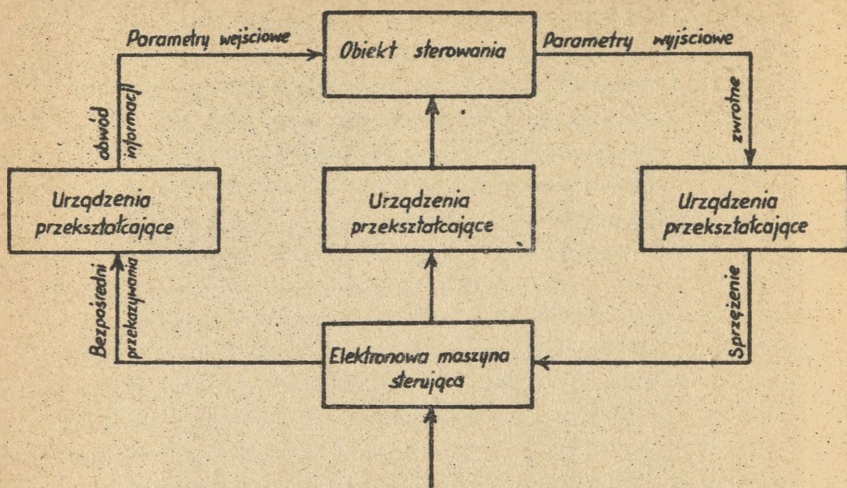 Parametry wejściowe
Obiekt sterowania
Parametry wyjściowe
obwód
informacji
zwrotne
Urządzenia
przekształcające
Urządzenia
przekształcające
Urządzenia
przekształcające
Bezpośredni
przekazywania
Sprzężenie
Elektronowa maszyna
sterująca